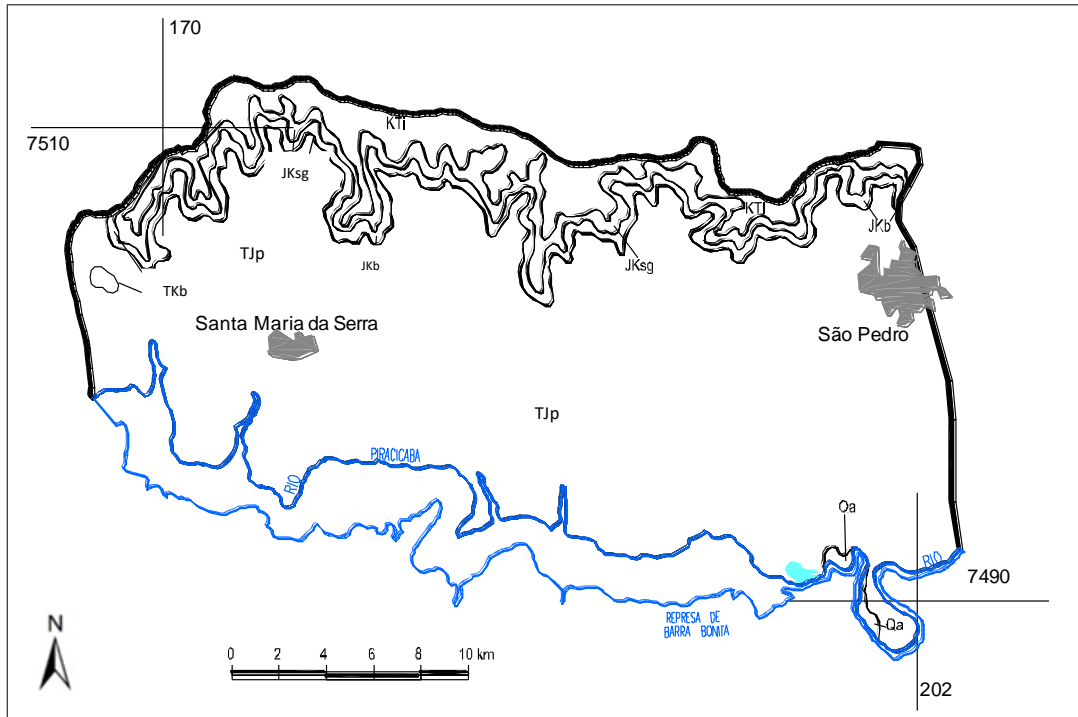 170
7510
KTi
JKsg
KTI
JKb
TJp
JKb
JKsg
TKb
Santa Maria da Serra
São Pedro
TJp
RIO PIRACICABA
Qa
RIO
7490
REPRESA DE
BARRA BONITA
Qa
N
0 2 4 6 8 10 km
202